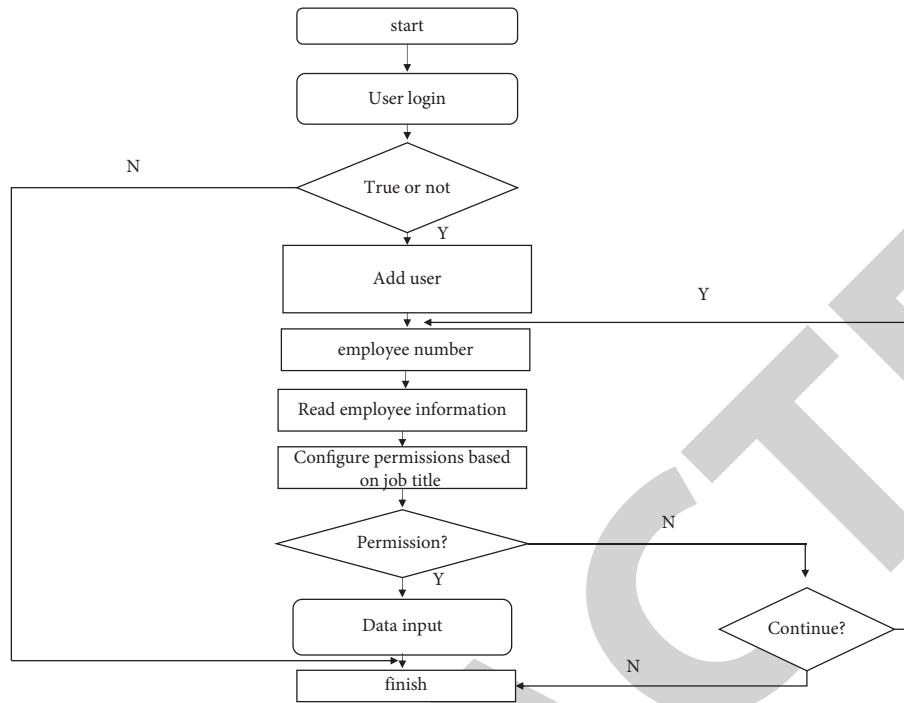 start
User login
N
True or not
Y
Add user
Y
employee number
Read employee information
Configure permissions based
on job title
N
Permission?
Y
Data input
Continue?
N
finish